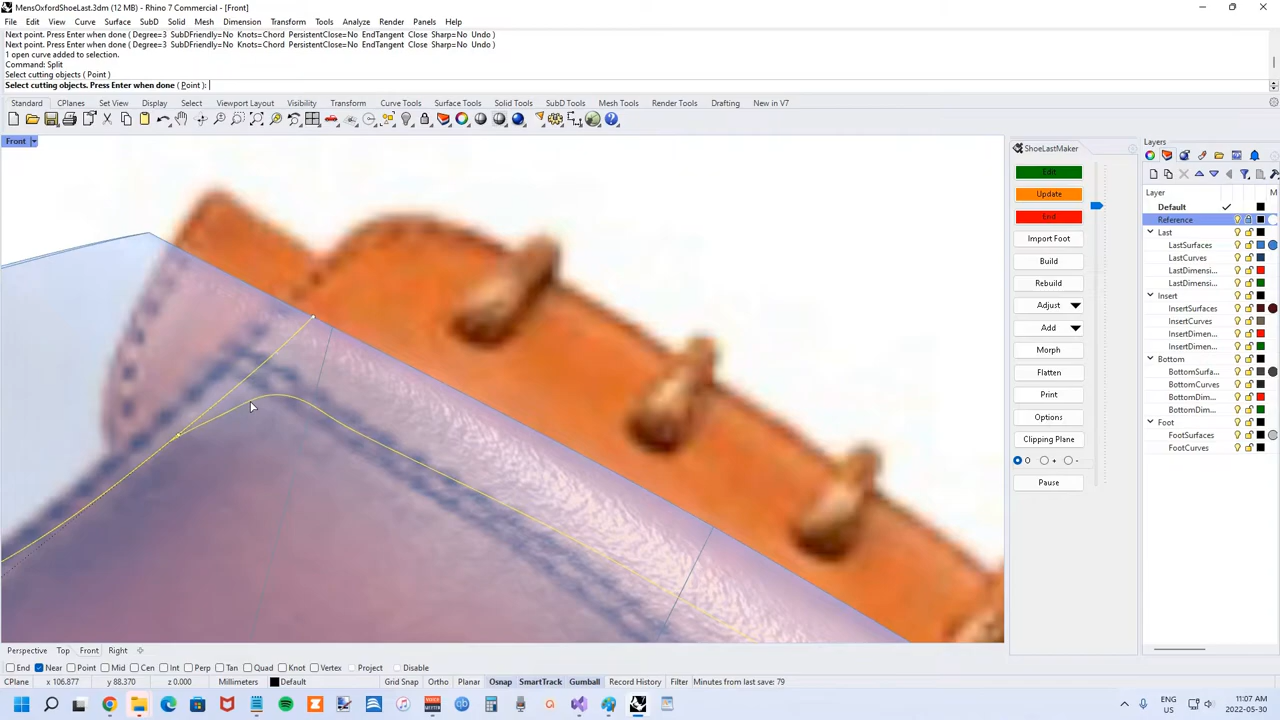 MensOxfordShoeLast.3dm (12 MB) - Rhino 7 Commercial - [Front]
File Edit View Curve Surface SubD Solid Mesh Dimension Transform Tools Analyze Render Panels Help
Next point. Press Enter when done ( Degree=3 SubDFriendly=No Knots=Chord PersistentClose=No EndTangent Close Sharp=No Undo )
Next point. Press Enter when done ( Degree=3 SubDFriendly=No Knots=Chord PersistentClose=No EndTangent Close Sharp=No Undo )
1 open curve added to selection.
Command: Split
Select cutting objects ( Point )
Select cutting objects. Press Enter when done ( Point ):
Standard CPlanes Set View Display Select Viewport Layout Visibility Transform Curve Tools Surface Tools Solid Tools SubD Tools Mesh Tools Render Tools Drafting New in V7
Front
ShoeLastMaker
Edit
Update
End
Import Foot
Build
Rebuild
Adjust
Add
Morph
Flatten
Print
Options
Clipping Plane
0 + -
Pause
Layers
Layer M
Default
Reference
Last
LastSurfaces
LastCurves
LastDimensi...
LastDimensi...
Insert
InsertSurfaces
InsertCurves
InsertDimen...
InsertDimen...
Bottom
BottomSurfa...
BottomCurves
BottomDim...
BottomDim...
Foot
FootSurfaces
FootCurves
Perspective Top Front Right
End Near Point Mid Cen Int Perp Tan Quad Knot Vertex Project Disable
CPlane x 106.877 y 88.370 z 0.000 Millimeters Default Grid Snap Ortho Planar Osnap SmartTrack Gumball Record History Filter Minutes from last save: 79
ENG
US
11:07 AM
2022-05-30